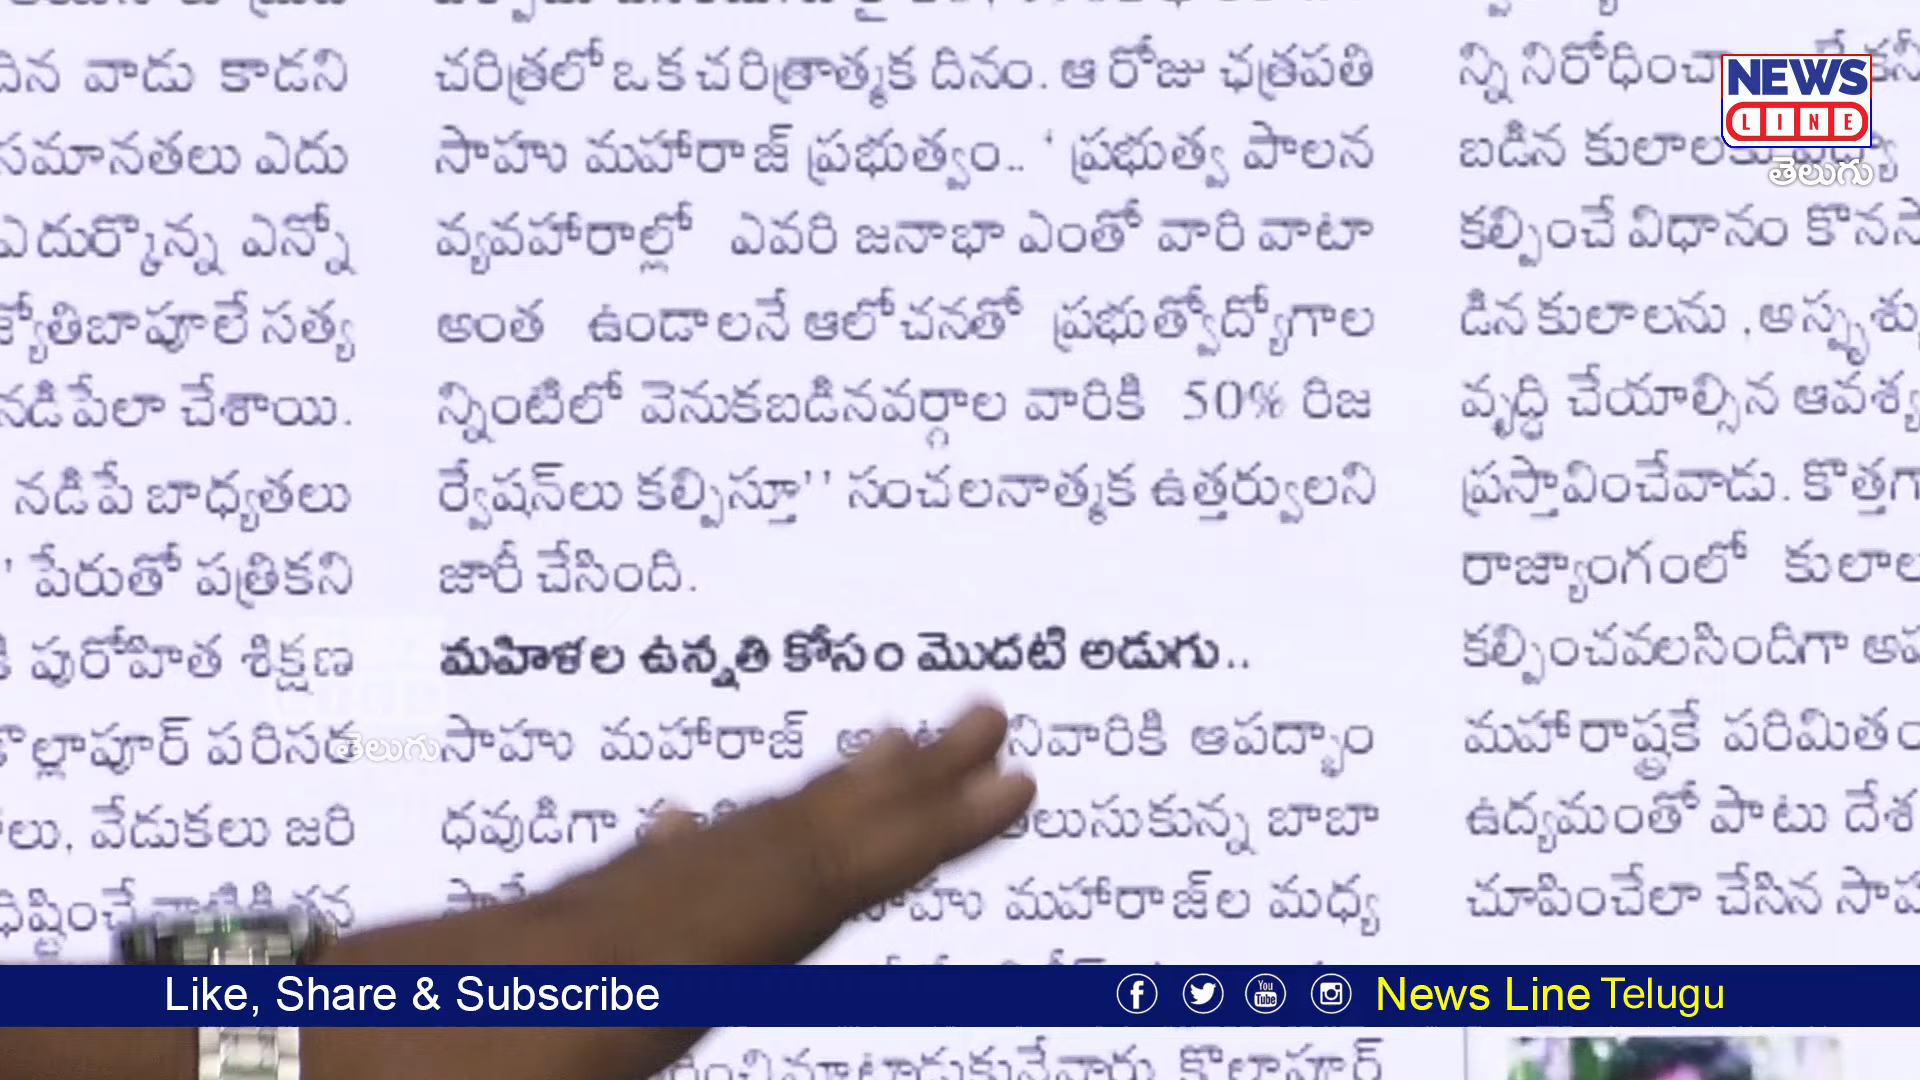 దిన వాడు కాడని
సమానతలు ఎదు
ఎదుర్కొన్న ఎన్నో
జ్యోతిబాపూలే సత్య
నడిపేలా చేశాయి.
నడిపే బాధ్యతలు
' పేరుతో పత్రికని
పురోహిత శిక్షణ
కొల్లాపూర్ పరిసర
లు, వేడుకలు జరి
చరిత్రలో ఒక చరిత్రాత్మక దినం. ఆ రోజు ఛత్రపతి
సాహు మహారాజ్ ప్రభుత్వం.. ' ప్రభుత్వ పాలన
వ్యవహారాల్లో ఎవరి జనాభా ఎంతో వారి వాటా
అంత ఉండాలనే ఆలోచనతో ప్రభుత్వోద్యోగాల
న్నింటిలో వెనుకబడినవర్గాల వారికి 50% రిజ
ర్వేషన్‌లు కల్పిస్తూ'' సంచలనాత్మక ఉత్తర్వులని
జారీ చేసింది.
మహిళల ఉన్నతి కోసం మొదటి అడుగు..
సాహు మహారాజ్ నివారికి ఆపద్బాం
ధవుడిగా తెలుసుకున్న బాబా
సాహు మహారాజ్‌ల మధ్య
కొల్హాపూర్
న్ని నిరోధించా
బడిన కులాలకు విద్యా
కల్పించే విధానం కొనసా
డిన కులాలను ,అస్పృశ్య
వృద్ధి చేయాల్సిన ఆవశ్య
ప్రస్తావించేవాడు. కొత్తగా
రాజ్యాంగంలో కులాల
కల్పించవలసిందిగా అప
మహారాష్ట్రకే పరిమితం
ఉద్యమంతో పాటు దేశ
చూపించేలా చేసిన సాహ
NEWS
LINE
తెలుగు
తెలుగు
Like, Share & Subscribe
News Line Telugu